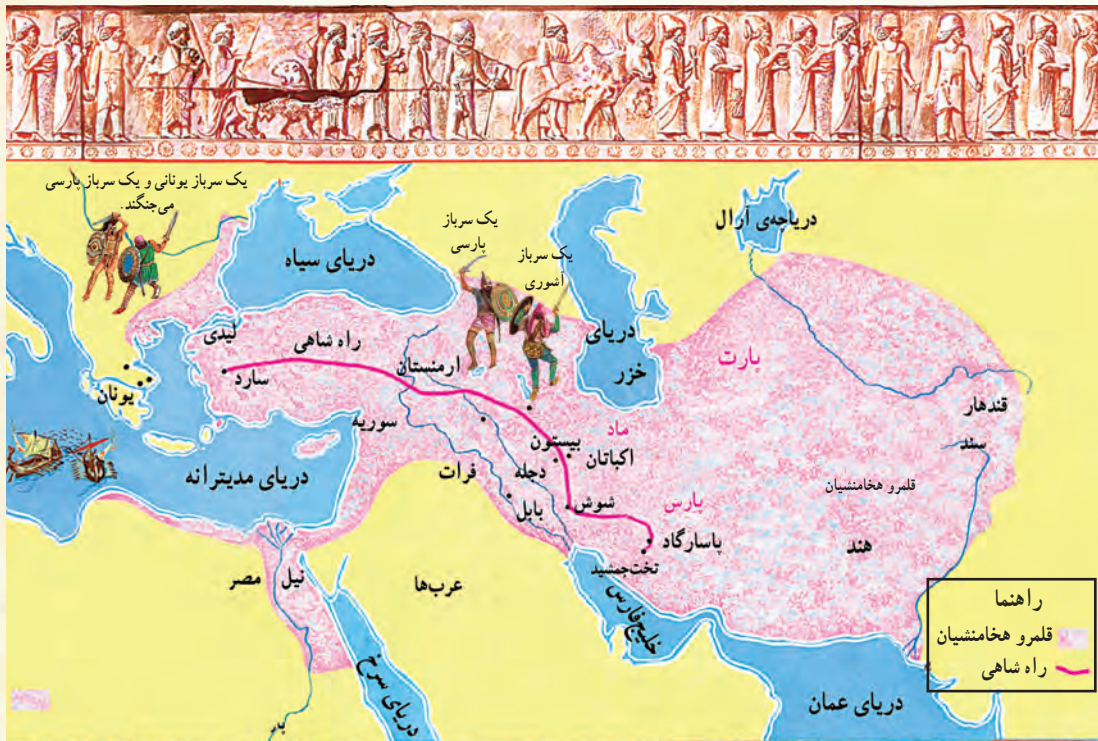 یک سرباز یونانی و یک سرباز پارسی
می‌جنگند.
یک سرباز
پارسی
یک سرباز
آشوری
دریاچه‌ی آرال
دریای سیاه
دریای
خزر
لیدی
راه شاهی
ارمنستان
پارت
یونان
سارد
قندهار
سوریه
ماد
بیستون
اکباتان
سند
دریای مدیترانه
فرات
دجله
قلمرو هخامنشیان
بابل
شوش
پارس
پاسارگاد
هند
تخت‌جمشید
مصر
نیل
عرب‌ها
خلیج‌فارس
دریای سرخ
دریای عمان
راهنما
قلمرو هخامنشیان
راه شاهی